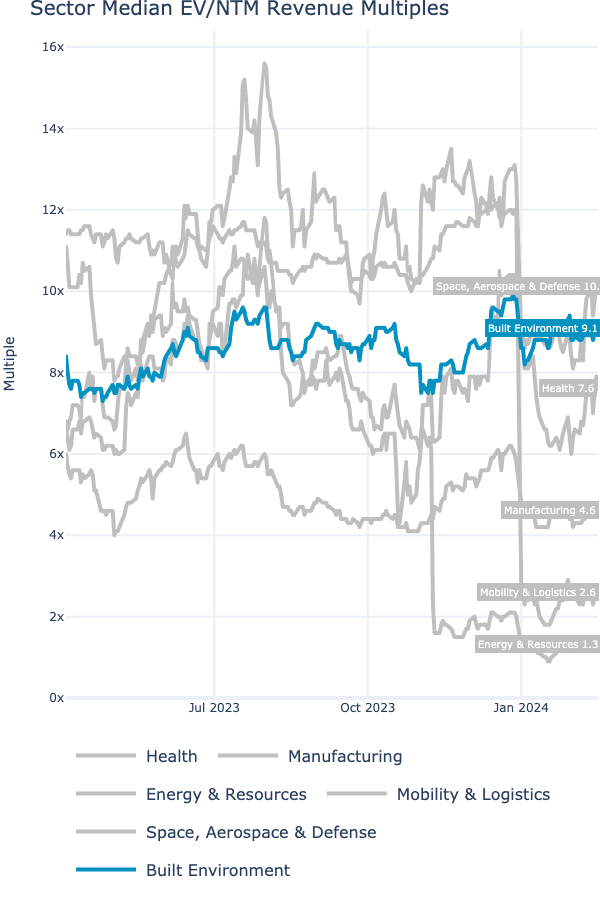 Sector Median EV/NTM Revenue Multiples
16x
14x
12x
10x
8x
6x
4x
2x
0x
Multiple
Space, Aerospace & Defense 10.
Built Environment 9.1
Health 7.6
Manufacturing 4.6
Mobility & Logistics 2.6
Energy & Resources 1.3
Jul 2023
Oct 2023
Jan 2024
Health
Manufacturing
Energy & Resources
Mobility & Logistics
Space, Aerospace & Defense
Built Environment